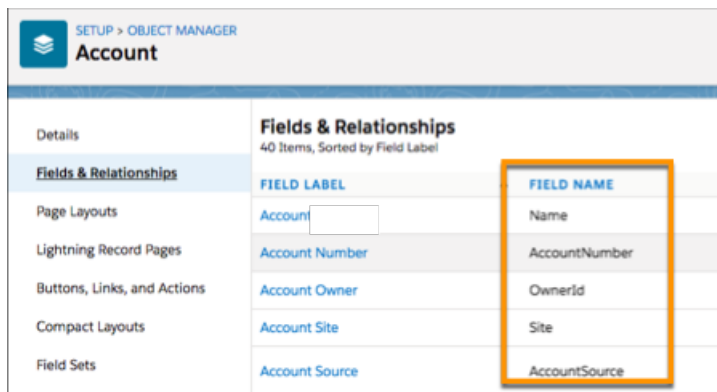 SETUP > OBJECT MANAGER
Account
Details
Fields & Relationships
Page Layouts
Lightning Record Pages
Buttons, Links, and Actions
Compact Layouts
Field Sets
Fields & Relationships
40 Items, Sorted by Field Label
FIELD LABEL FIELD NAME
Account Name
Account Number AccountNumber
Account Owner OwnerId
Account Site Site
Account Source AccountSource